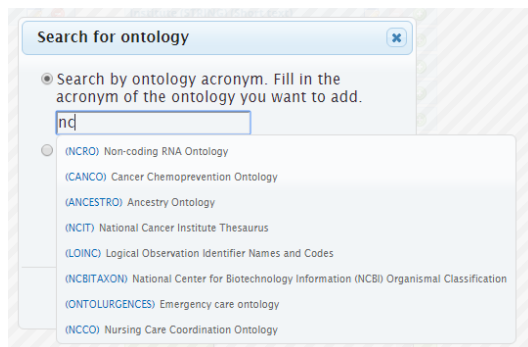 Search for ontology
Search by ontology acronym. Fill in the
acronym of the ontology you want to add.
nc
(NCRO) Non-coding RNA Ontology
(CANCO) Cancer Chemoprevention Ontology
(ANCESTRO) Ancestry Ontology
(NCIT) National Cancer Institute Thesaurus
(LOINC) Logical Observation Identifier Names and Codes
(NCBITAXON) National Center for Biotechnology Information (NCBI) Organismal Classification
(ONTOLURGENCES) Emergency care ontology
(NCCO) Nursing Care Coordination Ontology